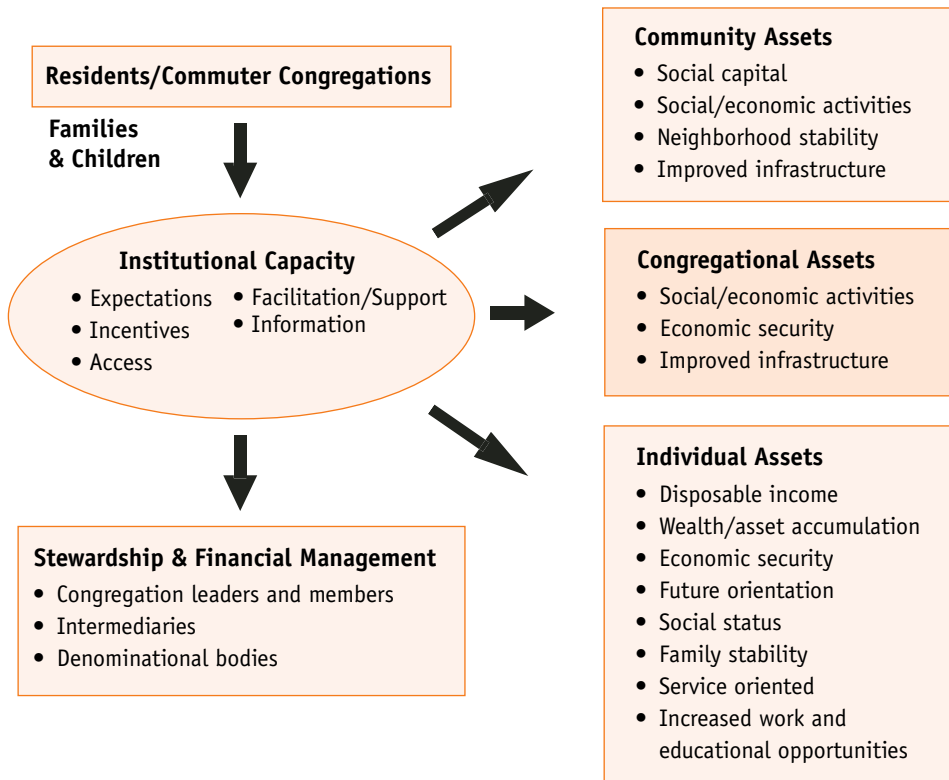 Residents/Commuter Congregations
Families
& Children
Institutional Capacity
• Expectations
• Incentives
• Access
• Facilitation/Support
• Information
Stewardship & Financial Management
• Congregation leaders and members
• Intermediaries
• Denominational bodies
Community Assets
• Social capital
• Social/economic activities
• Neighborhood stability
• Improved infrastructure
Congregational Assets
• Social/economic activities
• Economic security
• Improved infrastructure
Individual Assets
• Disposable income
• Wealth/asset accumulation
• Economic security
• Future orientation
• Social status
• Family stability
• Service oriented
• Increased work and
educational opportunities